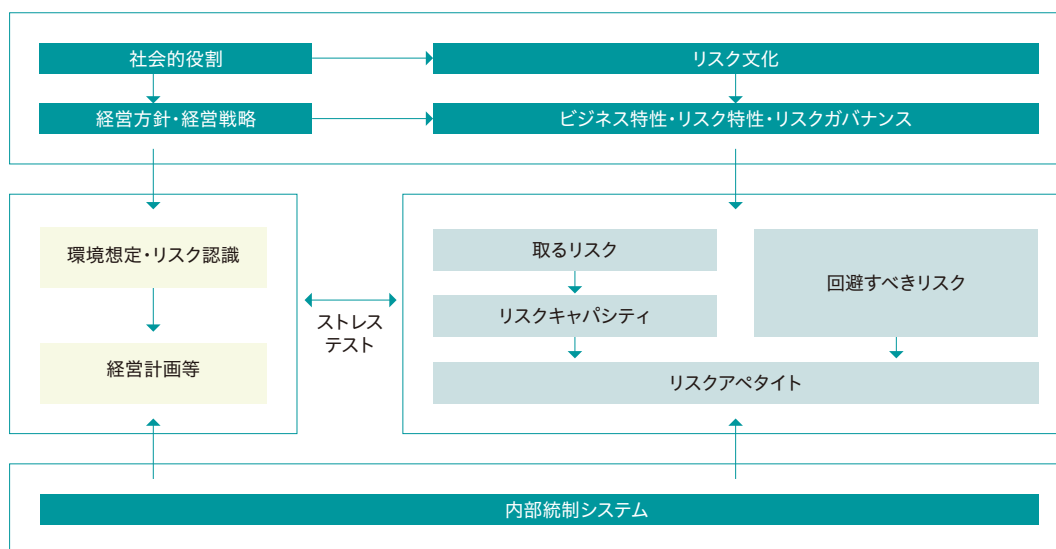 社会的役割
リスク文化
経営方針・経営戦略
ビジネス特性・リスク特性・リスクガバナンス
環境想定・リスク認識
経営計画等
ストレス
テスト
取るリスク
リスクキャパシティ
回避すべきリスク
リスクアペタイト
内部統制システム